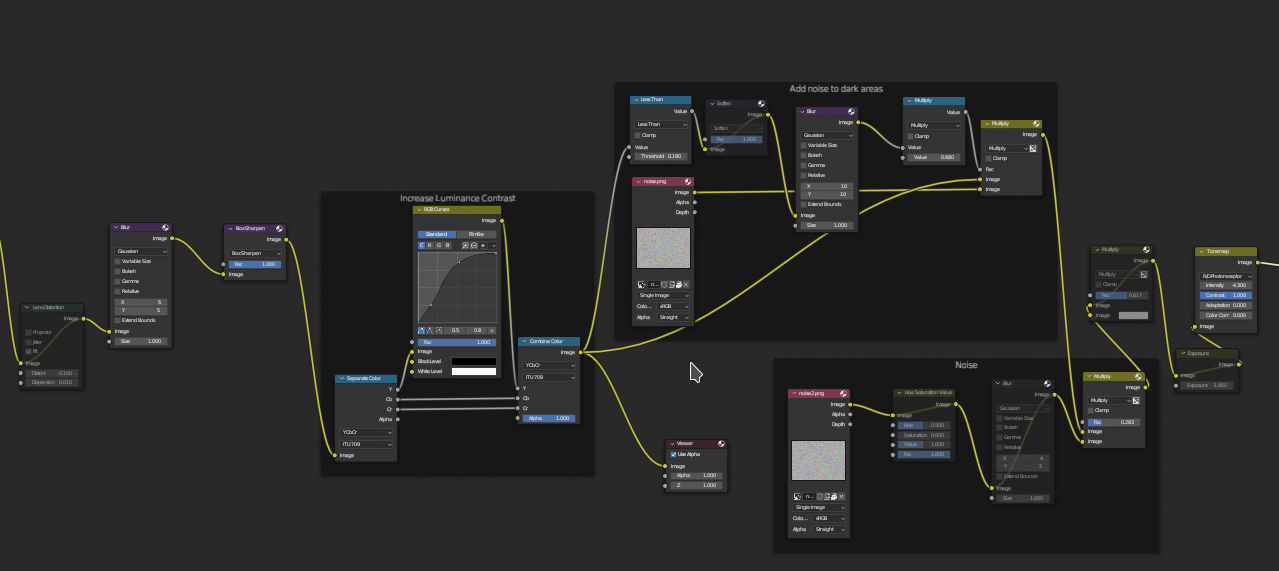 Lens Distortion
Image
Projector
Jitter
Fit
Image
Distort 0.100
Dispersion 0.010
Blur
Image
Gaussian
Variable Size
Bokeh
Gamma
Relative
X 5
Y 5
Extend Bounds
Image
Size 1.000
BoxSharpen
Image
BoxSharpen
Fac 1.000
Image
Increase Luminance Contrast
Separate Color
Y
Cb
Cr
Alpha
YCbCr
ITU 709
Image
RGB Curves
Image
Standard Filmlike
C R G B
0.5 0.8
Fac 1.000
Image
Black Level
White Level
Combine Color
Image
YCbCr
ITU 709
Y
Cb
Cr
Alpha 1.000
Add noise to dark areas
Less Than
Value
Less Than
Clamp
Value
Threshold 0.190
Soften
Image
Soften
Fac 1.000
Image
noise.png
Image
Alpha
Depth
n...
Single Image
Colo... sRGB
Alpha Straight
Blur
Image
Gaussian
Variable Size
Bokeh
Gamma
Relative
X 10
Y 10
Extend Bounds
Image
Size 1.000
Multiply
Value
Multiply
Clamp
Value
Value 0.680
Multiply
Image
Multiply
Clamp
Fac
Image
Image
Viewer
Use Alpha
Image
Alpha 1.000
Z 1.000
Noise
noise2.png
Image
Alpha
Depth
n...
Single Image
Colo... sRGB
Alpha Straight
Hue Saturation Value
Image
Image
Hue 0.500
Saturation 0.000
Value 1.000
Fac 1.000
Blur
Image
Gaussian
Variable Size
Bokeh
Gamma
Relative
X 4
Y 2
Extend Bounds
Image
Size 1.000
Multiply
Image
Multiply
Clamp
Fac 0.283
Image
Image
Multiply
Image
Multiply
Clamp
Fac 0.617
Image
Image
Tonemap
Image
R/D Photoreceptor
Intensity -4.300
Contrast 1.000
Adaptation 0.000
Color Corr 0.000
Image
Exposure
Image
Image
Exposure